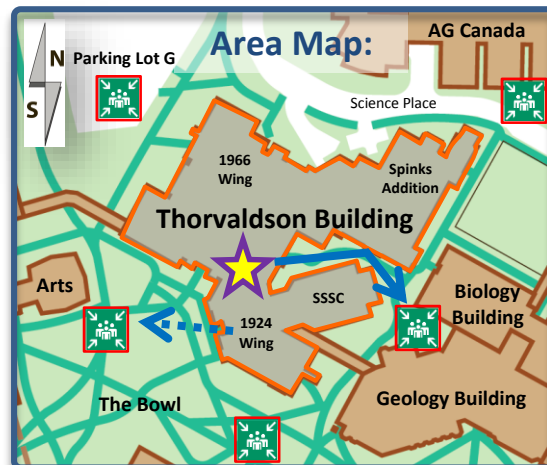 Area Map:
AG Canada
N
S
Parking Lot G
Science Place
1966
Wing
Spinks
Addition
Thorvaldson Building
Arts
SSSC
Biology
Building
1924
Wing
The Bowl
Geology Building